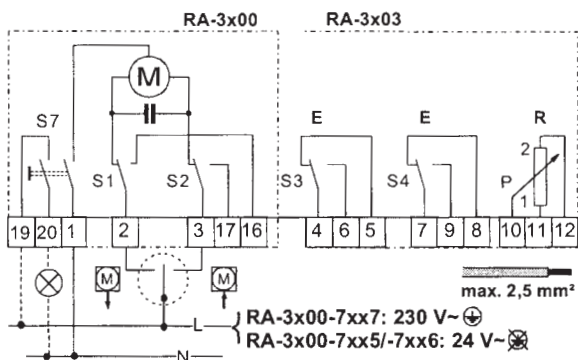 RA-3x00 RA-3x03
M
S7 E E R
2
S1 S2 S3 S4 P
1
19 20 1 2 3 17 16 4 6 5 7 9 8 10 11 12
M M
max. 2,5 mm²
L RA-3x00-7xx7: 230 V~
RA-3x00-7xx5/-7xx6: 24 V~
N